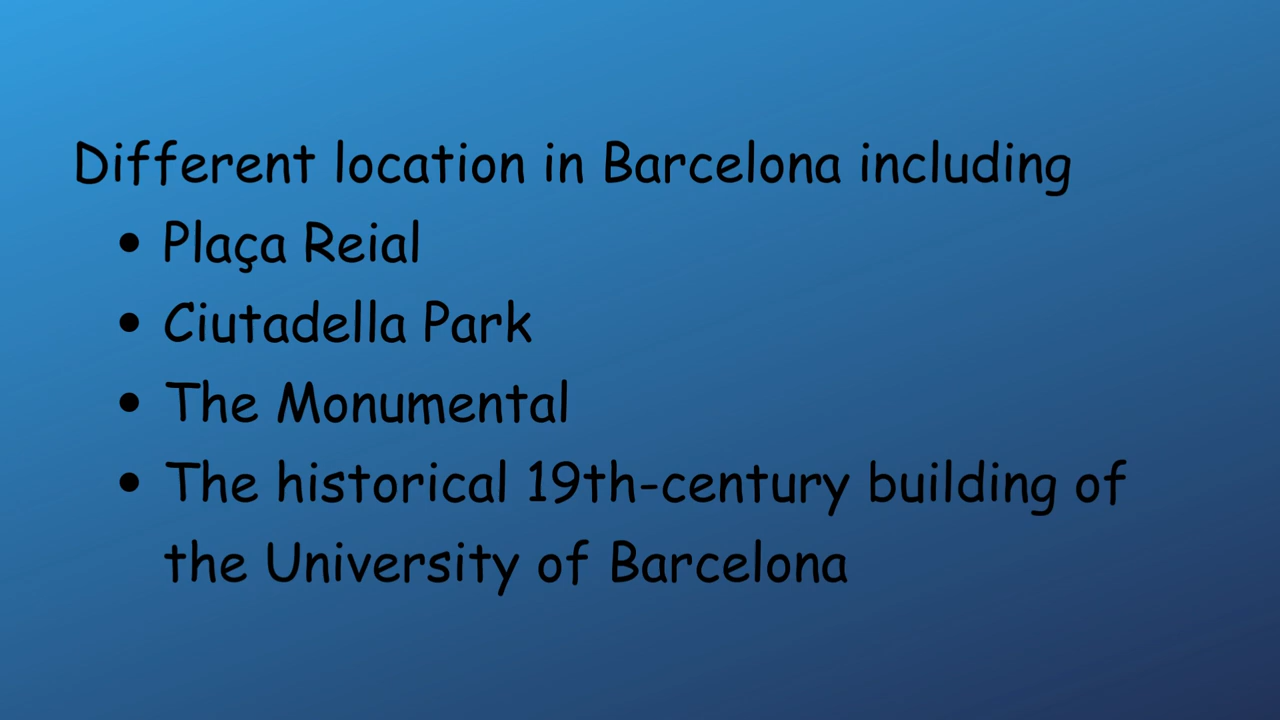 Different location in Barcelona including
• Plaça Reial
• Ciutadella Park
• The Monumental
• The historical 19th-century building of
the University of Barcelona